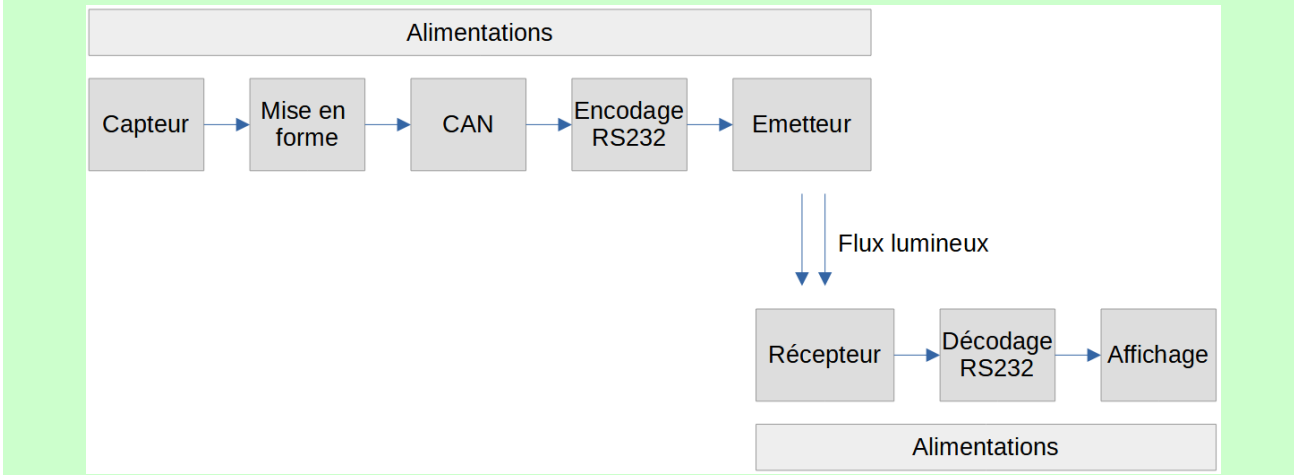 Alimentations
Capteur
Mise en
forme
CAN
Encodage
RS232
Emetteur
Flux lumineux
Récepteur
Décodage
RS232
Affichage
Alimentations